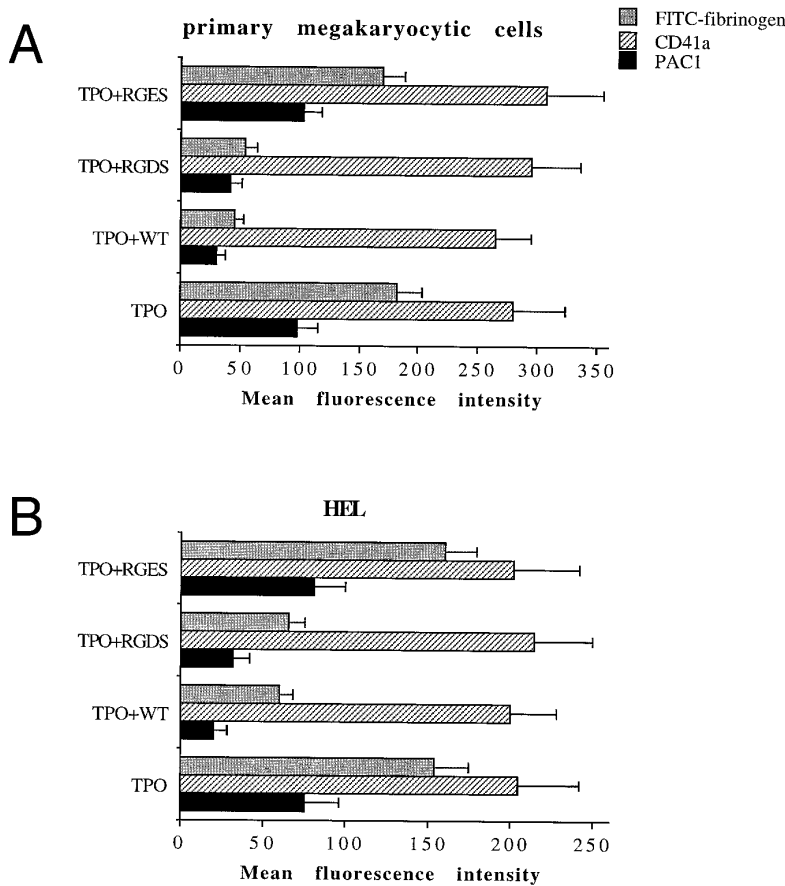 A
primary megakaryocytic cells
FITC-fibrinogen
CD41a
PAC1
TPO+RGES
TPO+RGDS
TPO+WT
TPO
0 50 100 150 200 250 300 350
Mean fluorescence intensity
B
HEL
TPO+RGES
TPO+RGDS
TPO+WT
TPO
0 50 100 150 200 250
Mean fluorescence intensity